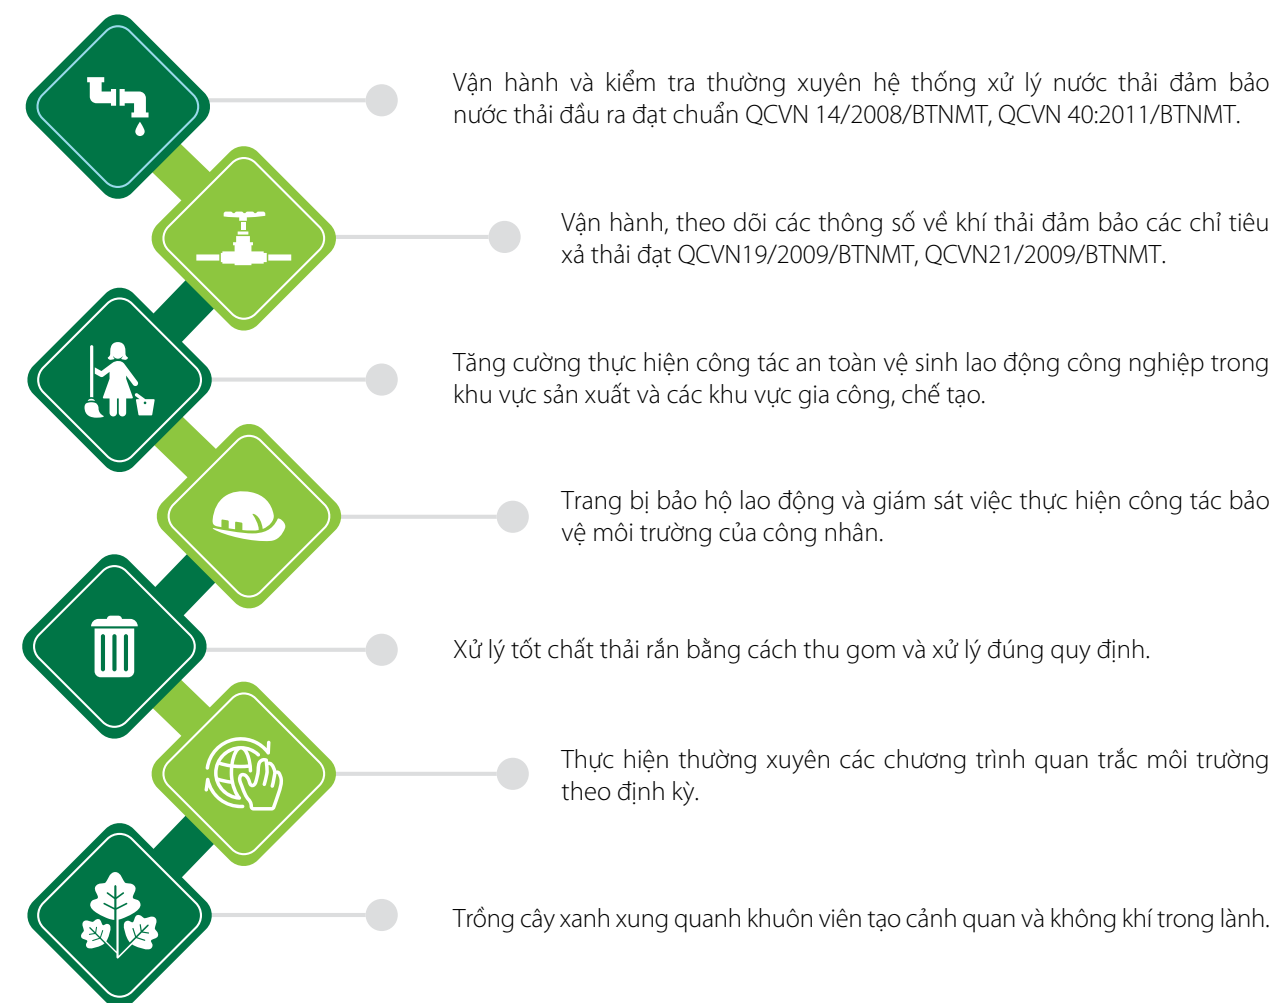 Vận hành và kiểm tra thường xuyên hệ thống xử lý nước thải đảm bảo
nước thải đầu ra đạt chuẩn QCVN 14/2008/BTNMT, QCVN 40:2011/BTNMT.
Vận hành, theo dõi các thông số về khí thải đảm bảo các chỉ tiêu
xả thải đạt QCVN19/2009/BTNMT, QCVN21/2009/BTNMT.
Tăng cường thực hiện công tác an toàn vệ sinh lao động công nghiệp trong
khu vực sản xuất và các khu vực gia công, chế tạo.
Trang bị bảo hộ lao động và giám sát việc thực hiện công tác bảo
vệ môi trường của công nhân.
Xử lý tốt chất thải rắn bằng cách thu gom và xử lý đúng quy định.
Thực hiện thường xuyên các chương trình quan trắc môi trường
theo định kỳ.
Trồng cây xanh xung quanh khuôn viên tạo cảnh quan và không khí trong lành.